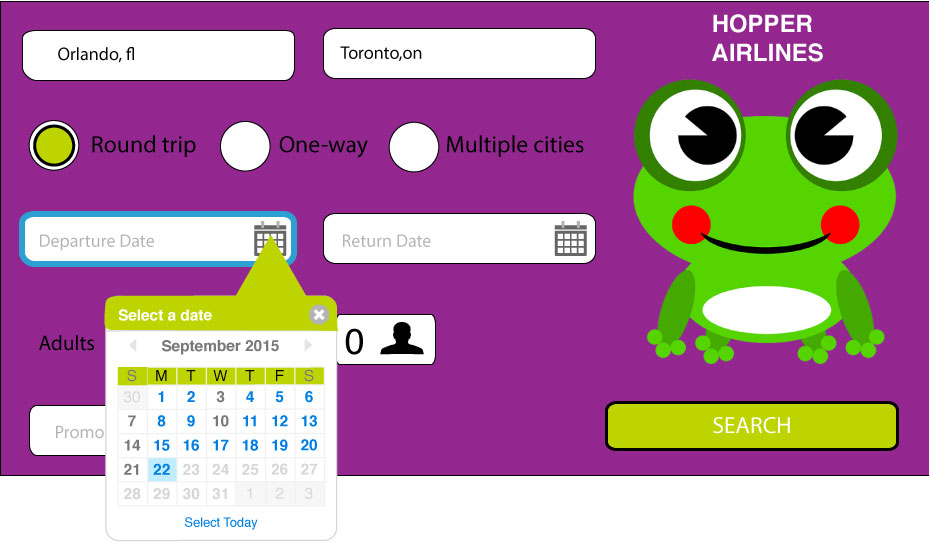 HOPPER
AIRLINES
Orlando, fl
Toronto,on
Round trip
One-way
Multiple cities
Departure Date
Return Date
Select a date
Adults
0
September 2015
S M T W T F S
30 1 2 3 4 5 6
7 8 9 10 11 12 13
14 15 16 17 18 19 20
21 22 23 24 25 26 27
28 29 30 31 1 2 3
Select Today
Promo
SEARCH